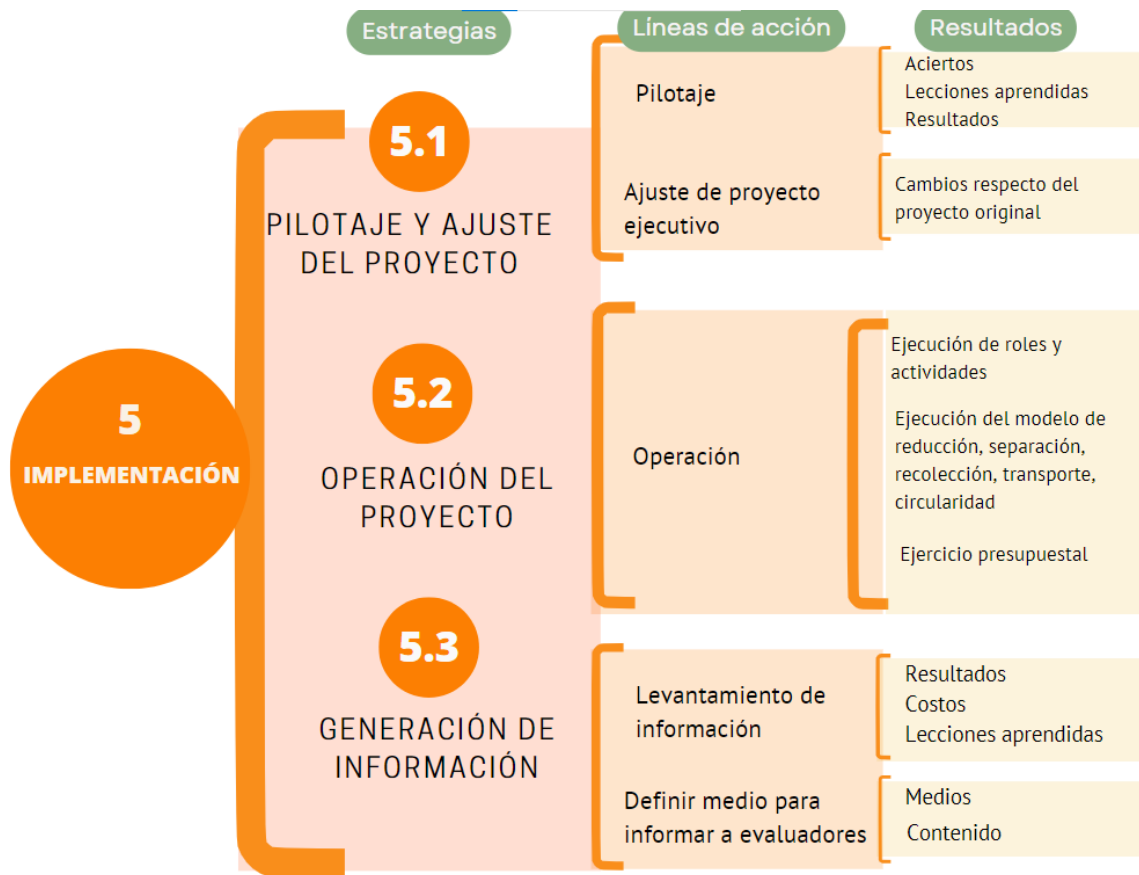 Estrategias
Líneas de acción
Resultados
5
IMPLEMENTACIÓN
5.1
PILOTAJE Y AJUSTE
DEL PROYECTO
Pilotaje
Aciertos
Lecciones aprendidas
Resultados
Ajuste de proyecto
ejecutivo
Cambios respecto del
proyecto original
5.2
OPERACIÓN DEL
PROYECTO
Operación
Ejecución de roles y
actividades
Ejecución del modelo de
reducción, separación,
recolección, transporte,
circularidad
Ejercicio presupuestal
5.3
GENERACIÓN DE
INFORMACIÓN
Levantamiento de
información
Resultados
Costos
Lecciones aprendidas
Definir medio para
informar a evaluadores
Medios
Contenido